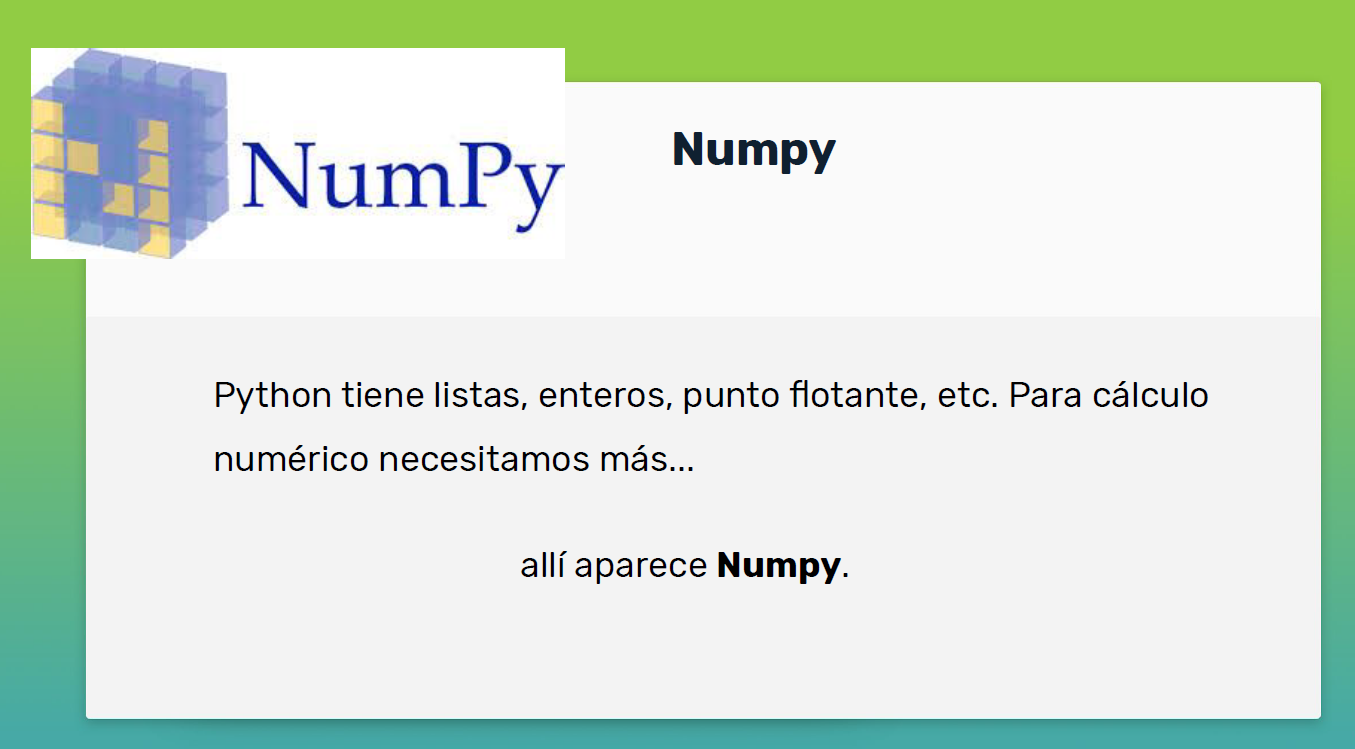 NumPy
Numpy
Python tiene listas, enteros, punto flotante, etc. Para cálculo
numérico necesitamos más...
allí aparece Numpy.